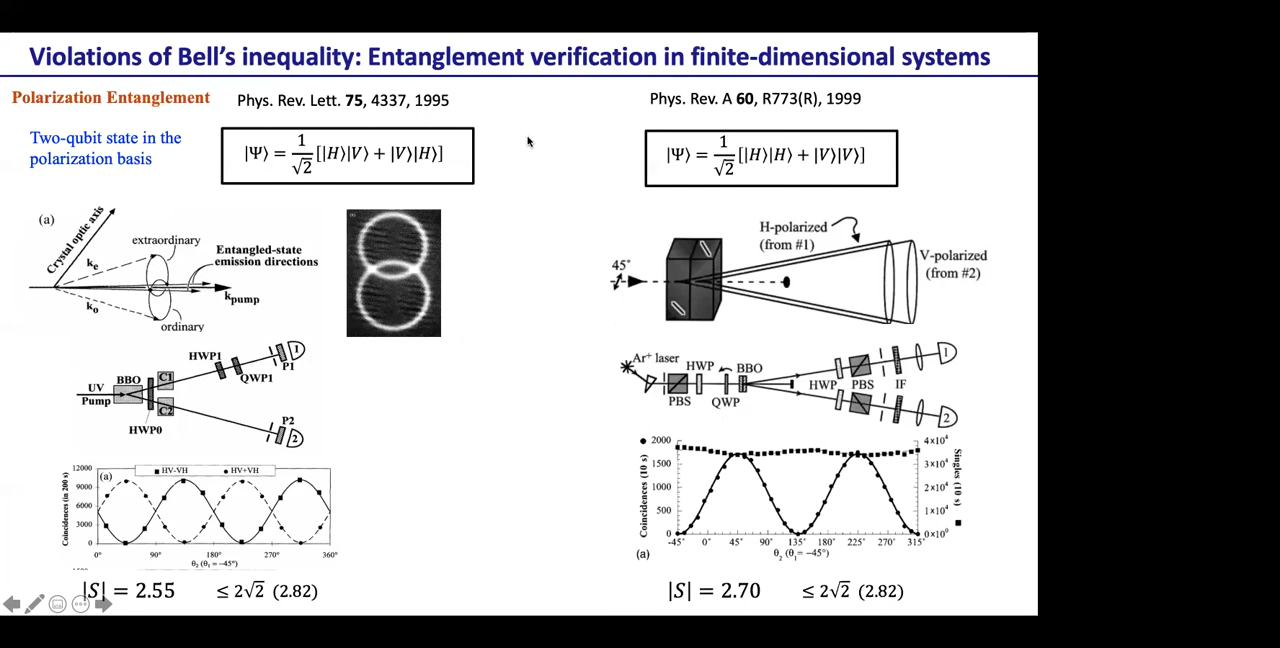 Violations of Bell's inequality: Entanglement verification in finite-dimensional systems
Polarization Entanglement
Phys. Rev. Lett. 75, 4337, 1995
Two-qubit state in the
polarization basis
|Ψ⟩ = 1/√2 [|H⟩|V⟩ + |V⟩|H⟩]
(a)
Crystal optic axis
extraordinary
ke
Entangled-state
emission directions
kpump
ko
ordinary
HWP1
1
P1
QWP1
UV
Pump
BBO
C1
C2
HWP0
P2
2
(a)
HV-VH
HV+VH
Coincidences (in 200 s)
12000
9000
6000
3000
0
0°
90°
180°
270°
360°
θ2 (θ1 = −45°)
|S| = 2.55
≤ 2√2 (2.82)
Phys. Rev. A 60, R773(R), 1999
|Ψ⟩ = 1/√2 [|H⟩|H⟩ + |V⟩|V⟩]
H-polarized
(from #1)
V-polarized
(from #2)
45°
Ar+ laser
HWP
BBO
PBS
QWP
HWP
PBS
IF
1
2
Coincidences (10 s)
2000
1500
1000
500
0
4×10⁴
3×10⁴
2×10⁴
1×10⁴
0×10⁰
Singles (10 s)
-45°
0°
45°
90°
135°
180°
225°
270°
315°
(a)
θ2 (θ1 = −45°)
|S| = 2.70
≤ 2√2 (2.82)